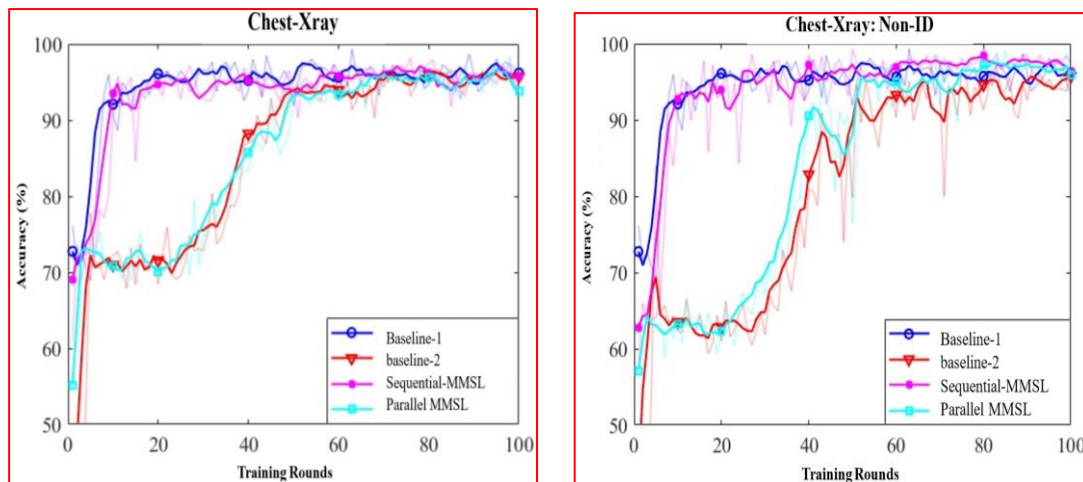 Chest-Xray
Accuracy (%)
100
90
80
70
60
50
0
20
40
60
80
100
Training Rounds
Baseline-1
baseline-2
Sequential-MMSL
Parallel MMSL
Chest-Xray: Non-ID
Accuracy (%)
100
90
80
70
60
50
0
20
40
60
80
100
Training Rounds
Baseline-1
baseline-2
Sequential-MMSL
Parallel MMSL